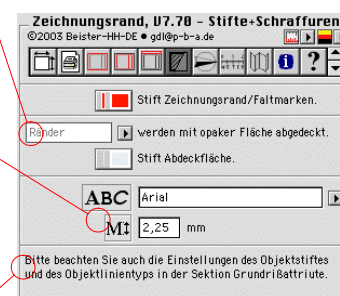 Zeichnungsrand, V7.70 - Stifte+Schraffuren
©2003 Beister-HH-DE • gdl@p-b-a.de
Stift Zeichnungsrand/Faltmarken.
Ränder werden mit opaker Fläche abgedeckt.
Stift Abdeckfläche.
ABC Arial
M 2,25 mm
Bitte beachten Sie auch die Einstellungen des Objektstiftes
und des Objektlinientyps in der Sektion Grundrißattriute.